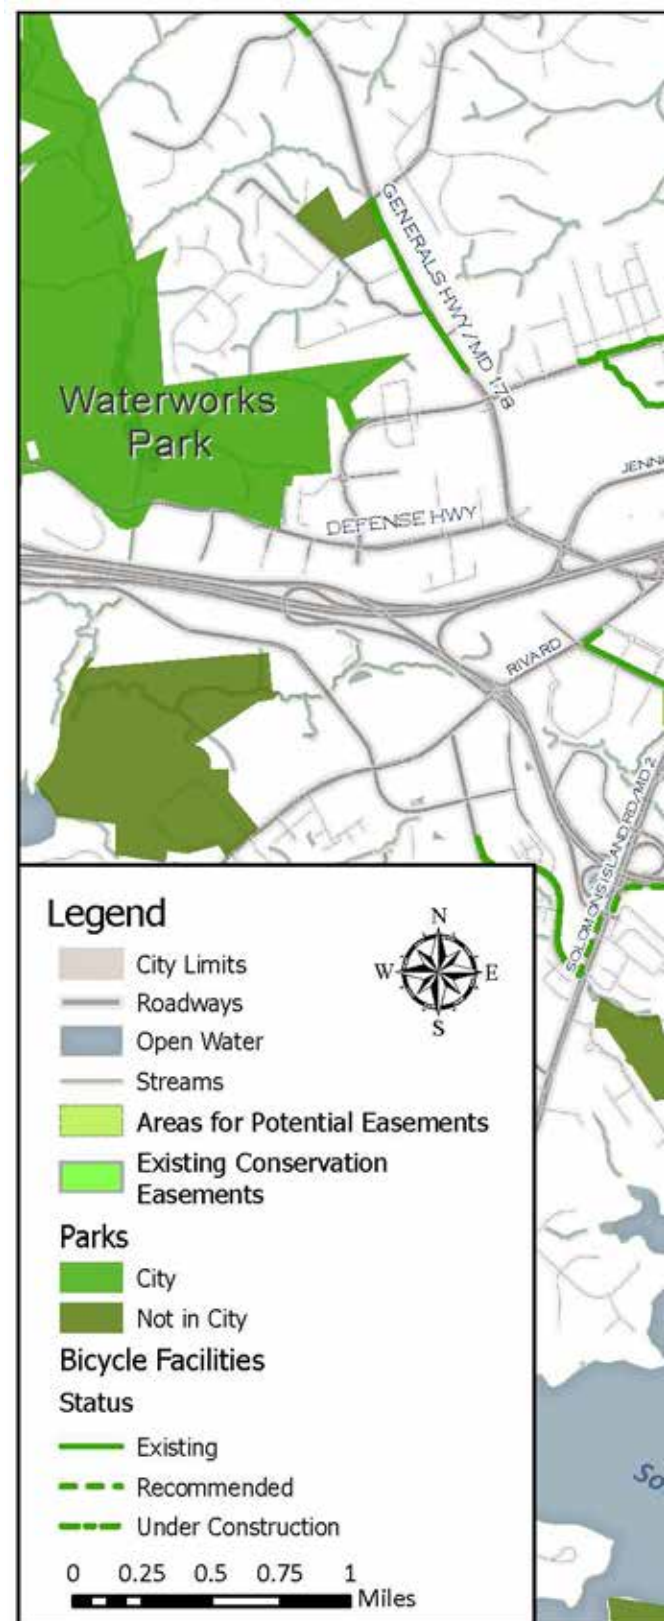 GENERALS HWY/MD 178
Waterworks
Park
DEFENSE HWY
RIVARD
SOLOMONS ISLAND RD/MD 2
Legend
N
W
E
S
City Limits
Roadways
Open Water
Streams
Areas for Potential Easements
Existing Conservation
Easements
Parks
City
Not in City
Bicycle Facilities
Status
Existing
Recommended
Under Construction
0 0.25 0.5 0.75 1
Miles